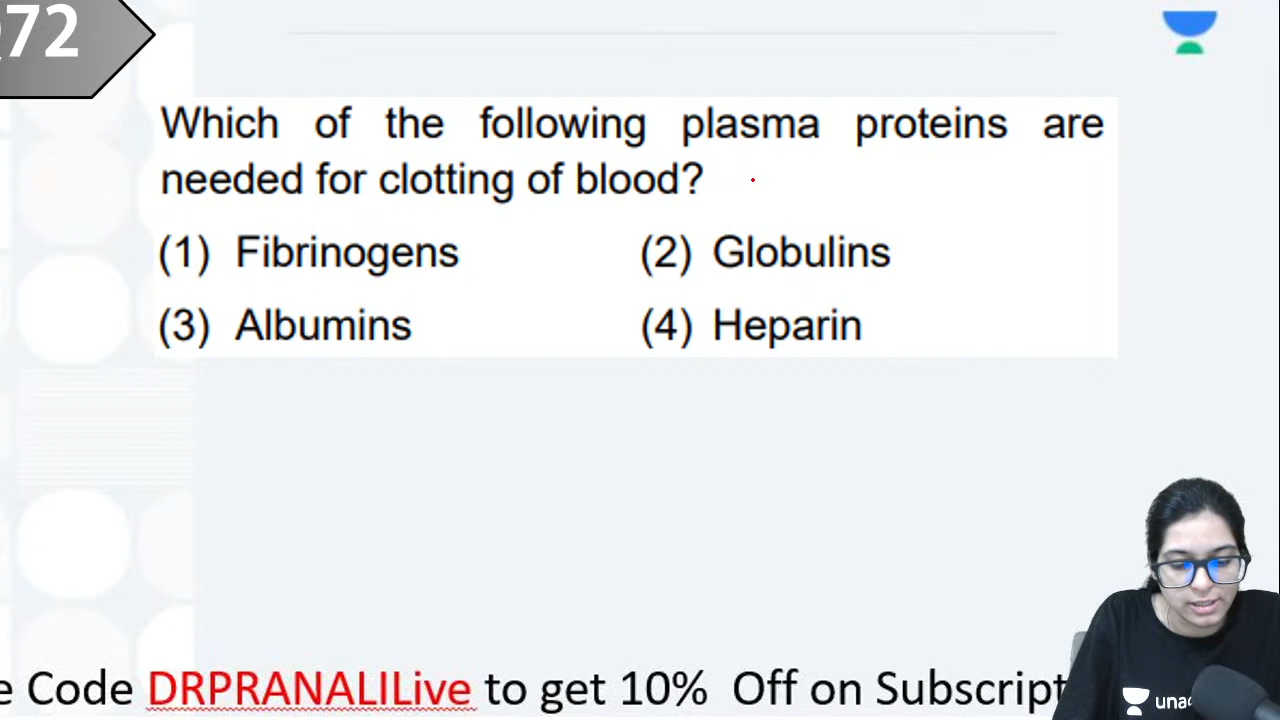 72
Which of the following plasma proteins are
needed for clotting of blood?
(1) Fibrinogens (2) Globulins
(3) Albumins (4) Heparin
e Code DRPRANALILive to get 10% Off on Subscript
una